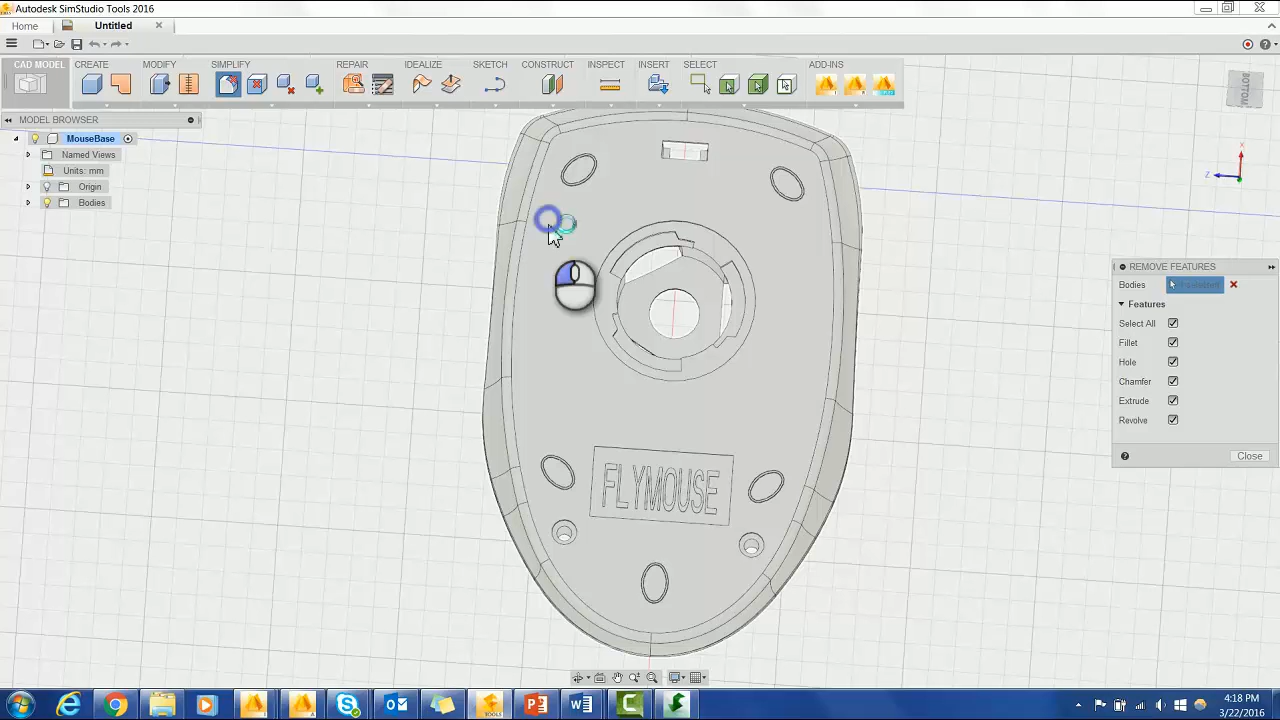 Autodesk SimStudio Tools 2016
Home
Untitled
CAD MODEL
CREATE
MODIFY
SIMPLIFY
REPAIR
IDEALIZE
SKETCH
CONSTRUCT
INSPECT
INSERT
SELECT
ADD-INS
BOTTOM
MODEL BROWSER
MouseBase
Named Views
Units: mm
Origin
Bodies
X
Z
REMOVE FEATURES
Bodies
Features
Select All
Fillet
Hole
Chamfer
Extrude
Revolve
Close
FLYMOUSE
TOOLS
4:18 PM
3/22/2016